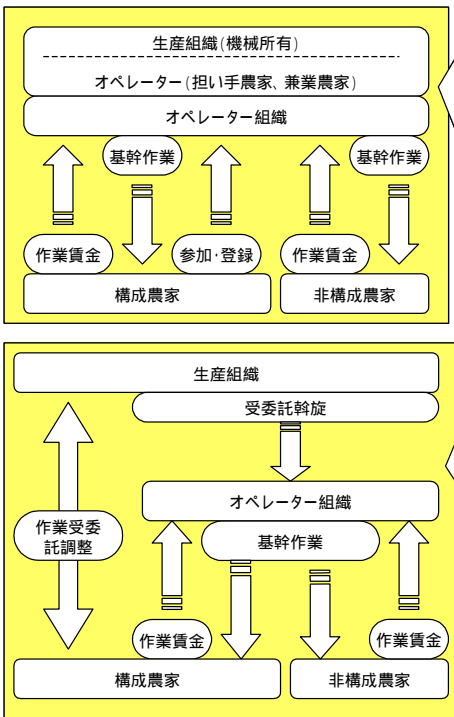 生産組織(機械所有)
オペレーター(担い手農家、兼業農家)
オペレーター組織
基幹作業
基幹作業
作業賃金
参加・登録
作業賃金
構成農家
非構成農家
生産組織
受委託斡旋
オペレーター組織
作業受委
託調整
基幹作業
作業賃金
作業賃金
構成農家
非構成農家